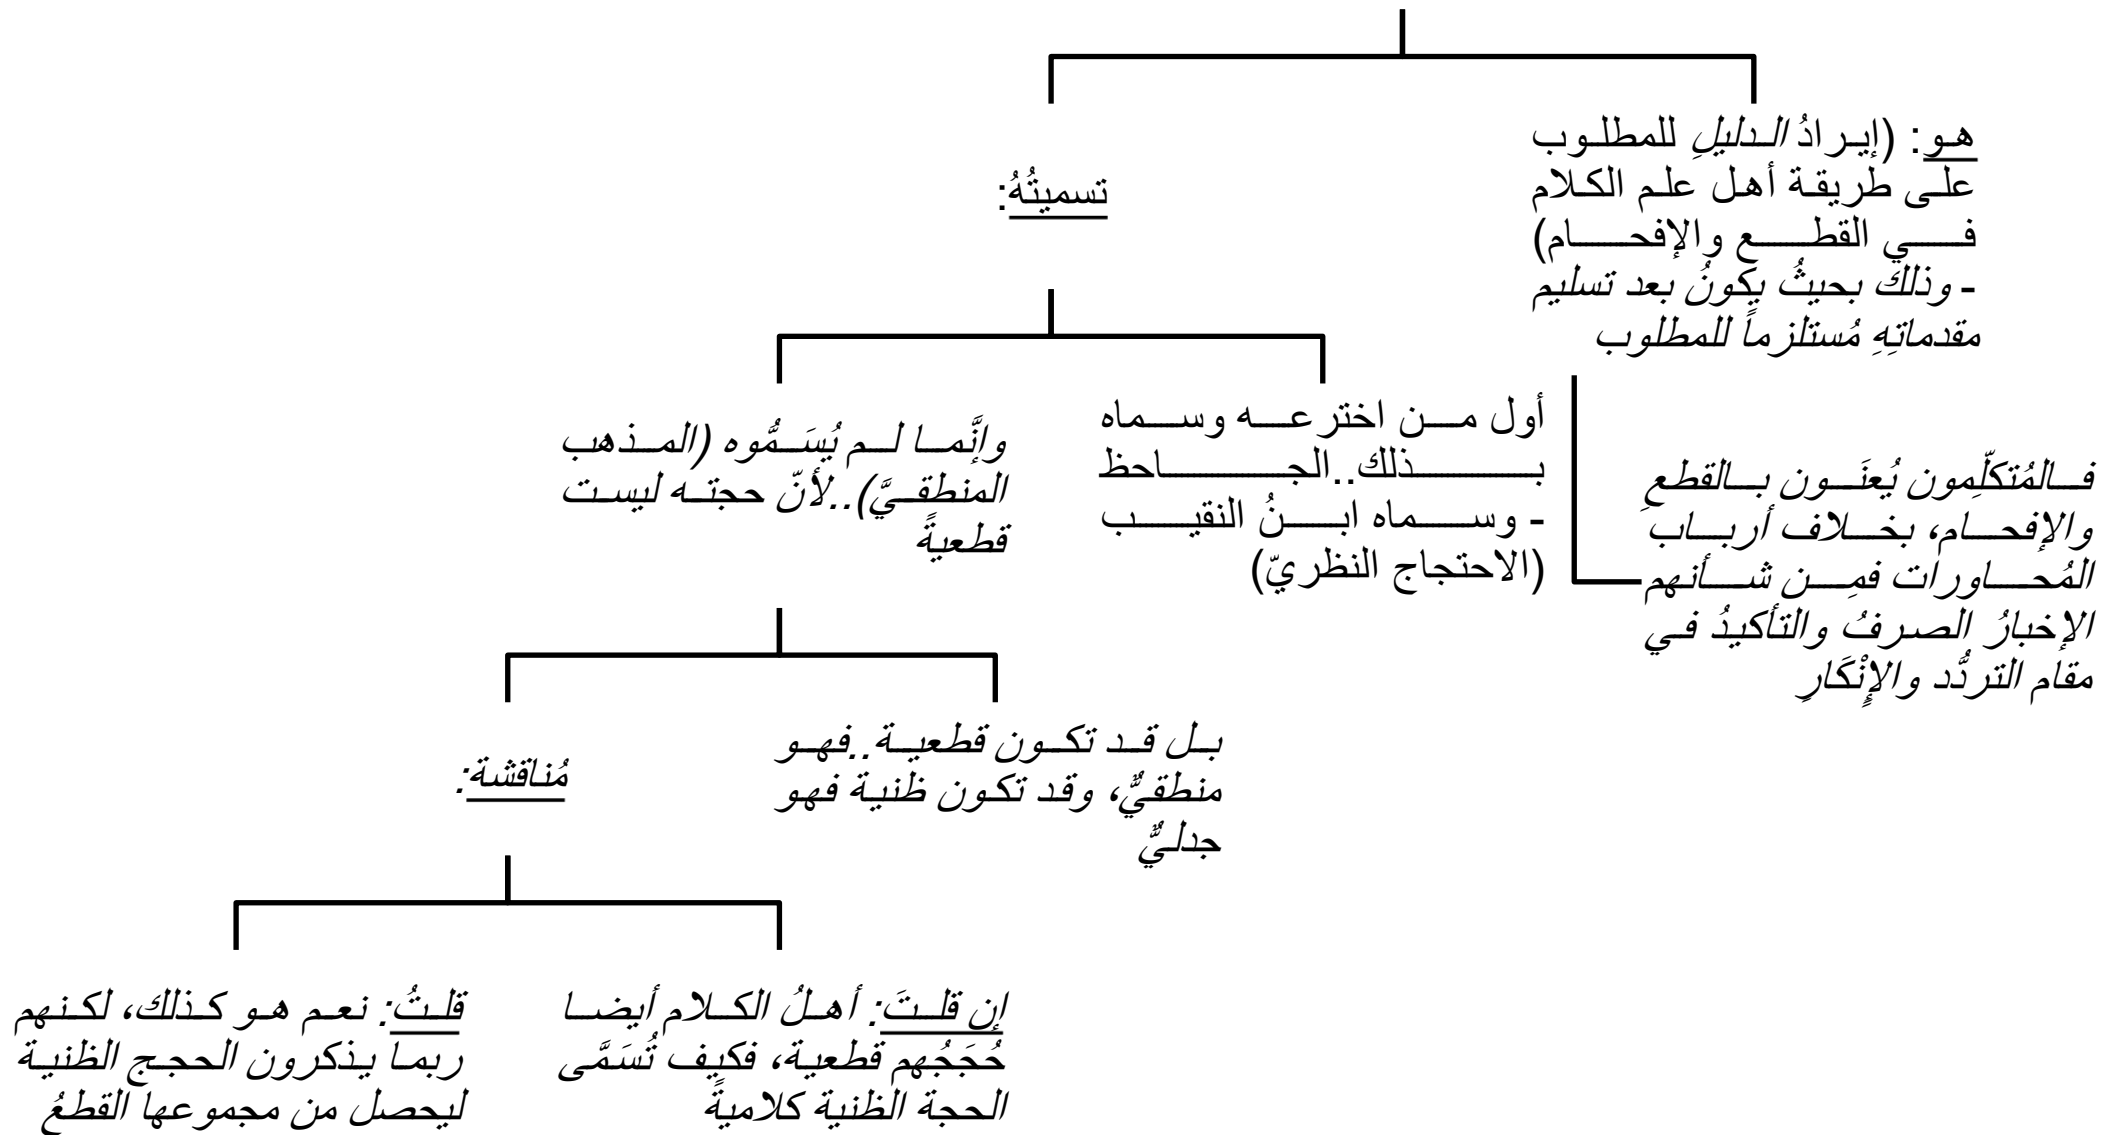 هو: (إيرادُ الدليلِ للمطلوب
على طريقة أهل علم الكلام
في القطع والإفحام)
- وذلك بحيثُ يكونُ بعد تسليم
مقدماتِهِ مُستلزماً للمطلوب
فالمُتكلّمون يُعنَون بالقطعِ
والإفحام، بخلاف أرباب
المُحاورات فمِن شأنهم
الإخبارُ الصرفُ والتأكيدُ في
مقام التردُّد والإِنْكَارِ
تسميتُهُ:
أول من اخترعه وسماه
بذلك..الجاحظ
- وسماه ابنُ النقيب
(الاحتجاج النظريّ)
وإنَّما لم يُسَمُّوه (المذهب
المنطقيَّ)..لأنّ حجته ليست
قطعيةً
بل قد تكون قطعية..فهو
منطقيٌّ، وقد تكون ظنية فهو
جدليٌّ
مُناقشة:
إن قلتَ: أهلُ الكلام أيضا
حُجَجُهم قطعية، فكيف تُسَمَّى
الحجة الظنية كلاميةً
قلتُ: نعم هو كذلك، لكنهم
ربما يذكرون الحجج الظنية
ليحصل من مجموعها القطعُ